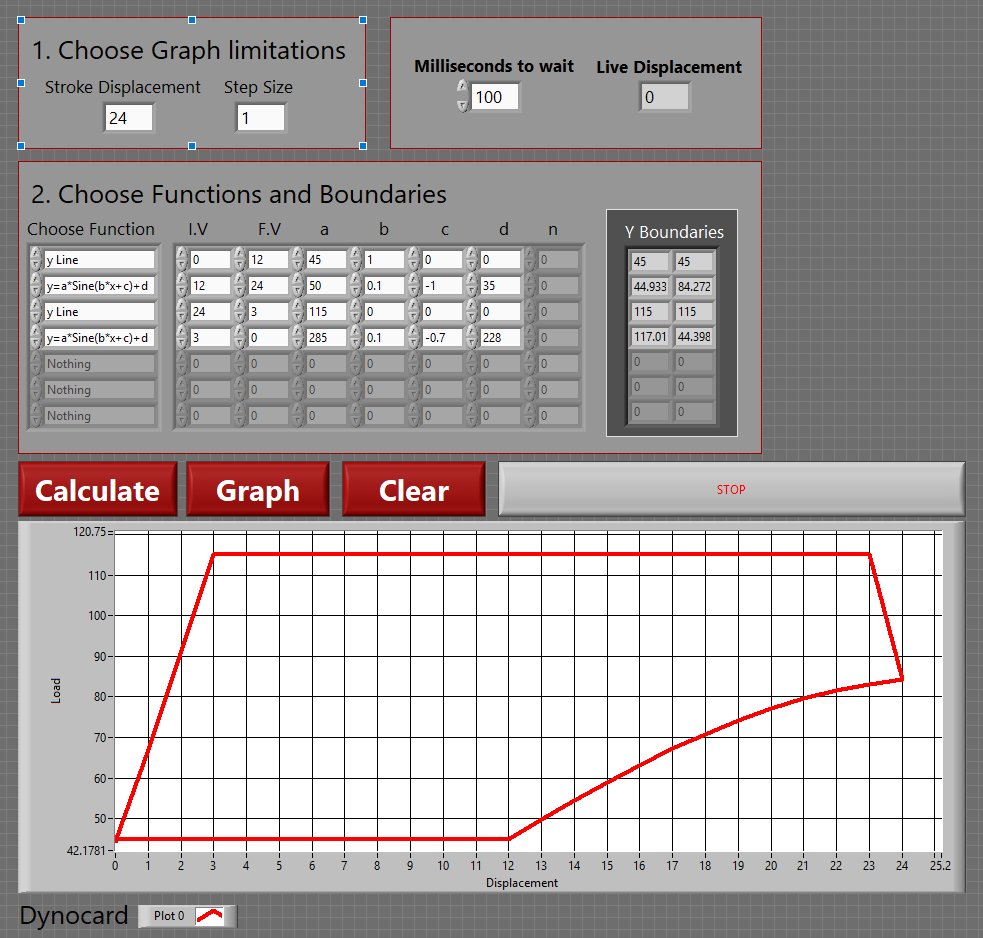 1. Choose Graph limitations
Stroke Displacement Step Size
24 1
Milliseconds to wait Live Displacement
100 0
2. Choose Functions and Boundaries
Choose Function I.V F.V a b c d n
y Line 0 12 45 1 0 0 0
y=a*Sine(b*x+c)+d 12 24 50 0.1 -1 35 0
y Line 24 3 115 0 0 0 0
y=a*Sine(b*x+c)+d 3 0 285 0.1 -0.7 228 0
Nothing 0 0 0 0 0 0 0
Nothing 0 0 0 0 0 0 0
Nothing 0 0 0 0 0 0 0
Y Boundaries
45 45
44.933 84.272
115 115
117.01 44.398
0 0
0 0
0 0
Calculate Graph Clear STOP
120.75
110
100
90
80
70
60
50
42.1781
Load
0 1 2 3 4 5 6 7 8 9 10 11 12 13 14 15 16 17 18 19 20 21 22 23 24 25.2
Displacement
Dynocard Plot 0